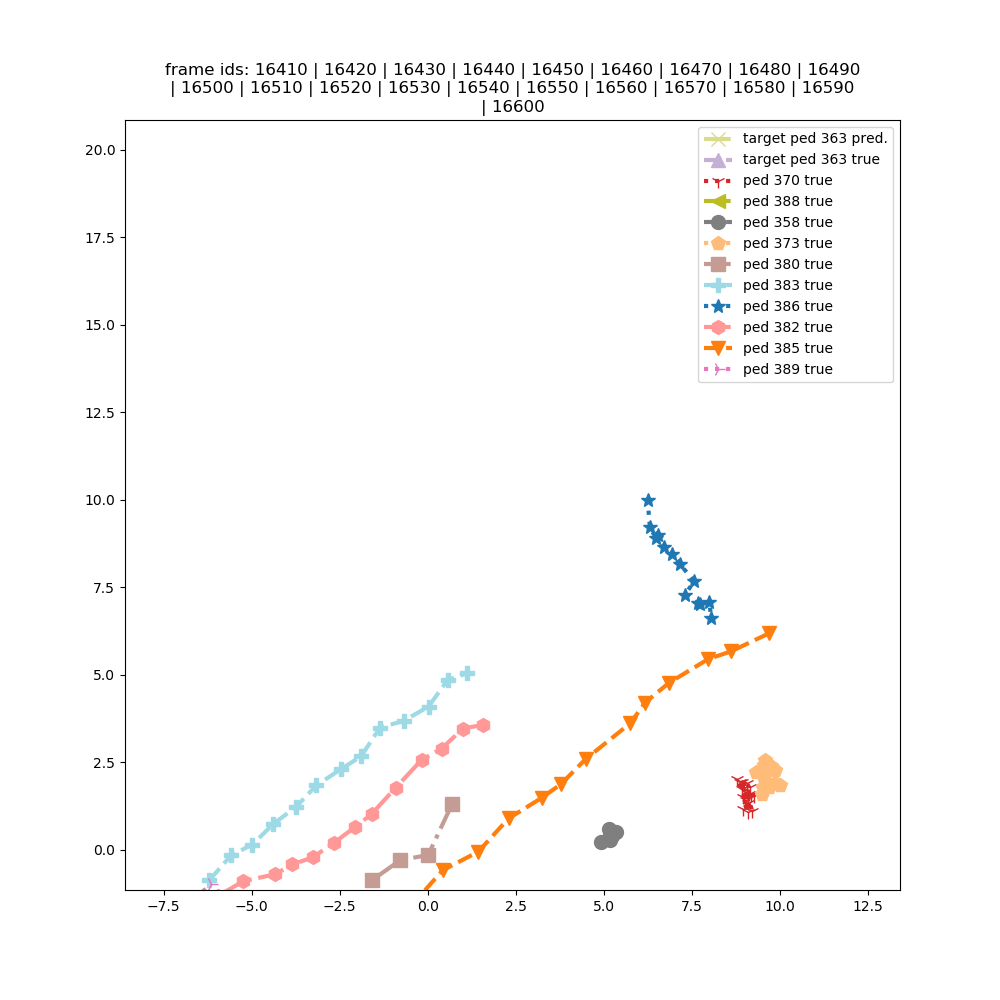 frame ids: 16410 | 16420 | 16430 | 16440 | 16450 | 16460 | 16470 | 16480 | 16490
| 16500 | 16510 | 16520 | 16530 | 16540 | 16550 | 16560 | 16570 | 16580 | 16590
| 16600
target ped 363 pred.
target ped 363 true
ped 370 true
ped 388 true
ped 358 true
ped 373 true
ped 380 true
ped 383 true
ped 386 true
ped 382 true
ped 385 true
ped 389 true
20.0
17.5
15.0
12.5
10.0
7.5
5.0
2.5
0.0
−7.5 −5.0 −2.5 0.0 2.5 5.0 7.5 10.0 12.5